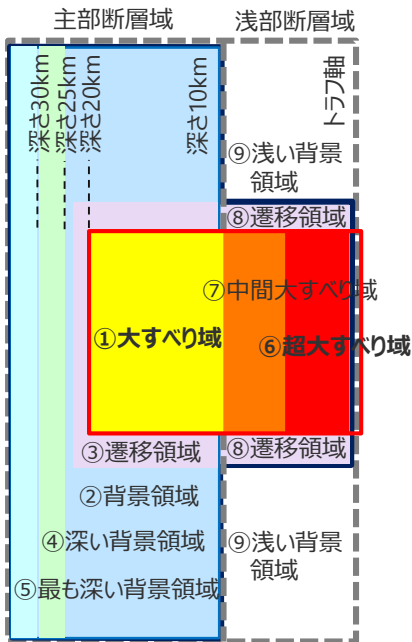 主部断層域
浅部断層域
深さ30km
深さ25km
深さ20km
深さ10km
トラフ軸
⑨浅い背景
領域
⑧遷移領域
⑦中間大すべり域
①大すべり域
⑥超大すべり域
③遷移領域
⑧遷移領域
②背景領域
④深い背景領域
⑨浅い背景
領域
⑤最も深い背景領域